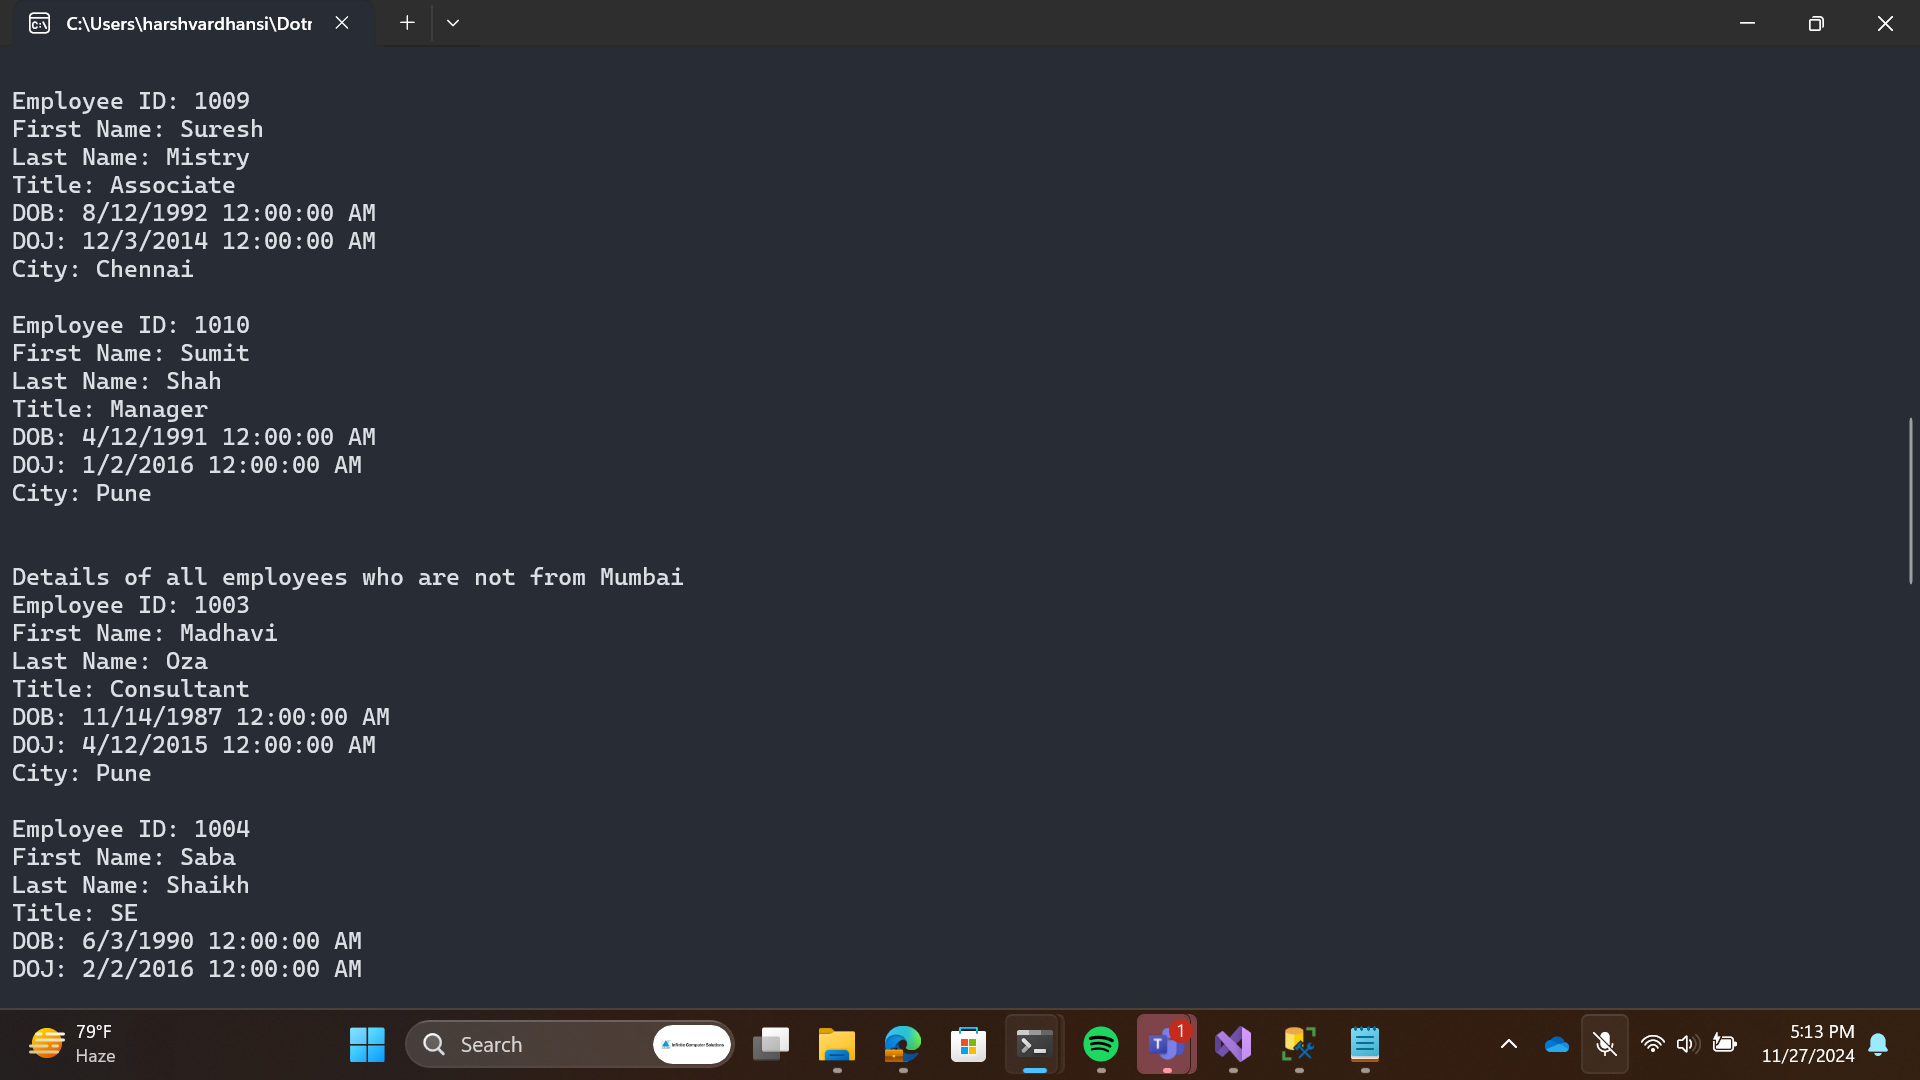 C:\Users\harshvardhansi\Dotr
Employee ID: 1009
First Name: Suresh
Last Name: Mistry
Title: Associate
DOB: 8/12/1992 12:00:00 AM
DOJ: 12/3/2014 12:00:00 AM
City: Chennai
Employee ID: 1010
First Name: Sumit
Last Name: Shah
Title: Manager
DOB: 4/12/1991 12:00:00 AM
DOJ: 1/2/2016 12:00:00 AM
City: Pune
Details of all employees who are not from Mumbai
Employee ID: 1003
First Name: Madhavi
Last Name: Oza
Title: Consultant
DOB: 11/14/1987 12:00:00 AM
DOJ: 4/12/2015 12:00:00 AM
City: Pune
Employee ID: 1004
First Name: Saba
Last Name: Shaikh
Title: SE
DOB: 6/3/1990 12:00:00 AM
DOJ: 2/2/2016 12:00:00 AM
79°F
Haze
Search
Infinite Computer Solutions
1
5:13 PM
11/27/2024